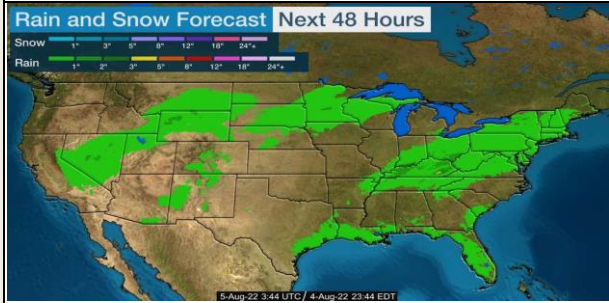 Rain and Snow Forecast Next 48 Hours
Snow
1" 3" 5" 8" 12" 18" 24"+
Rain
1" 2" 3" 5" 8" 12" 18" 24"+
5-Aug-22 3:44 UTC / 4-Aug-22 23:44 EDT